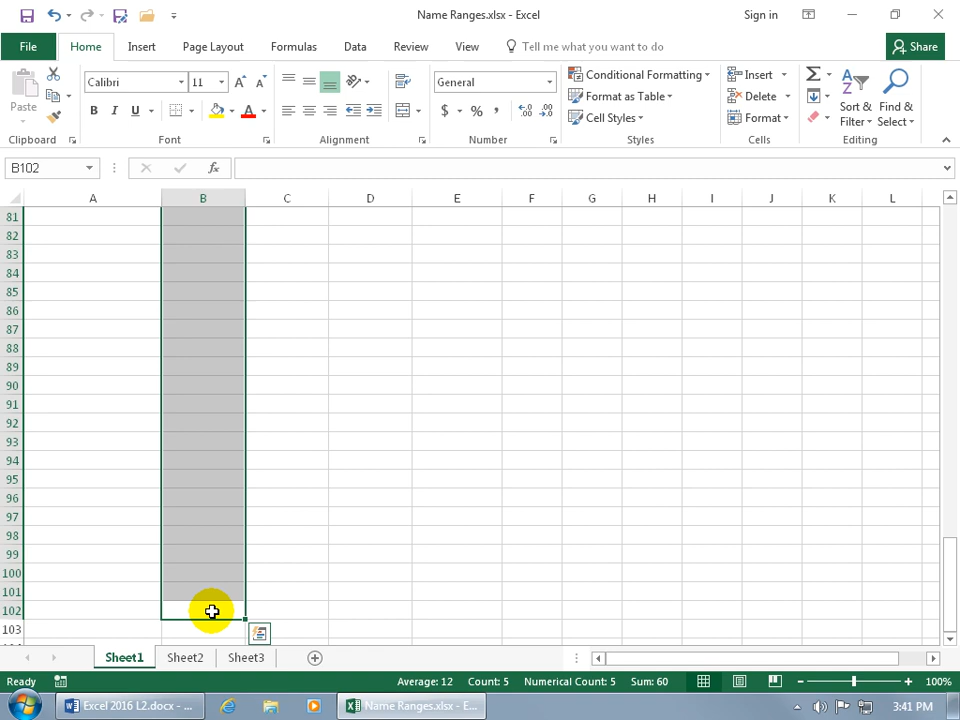 Name Ranges.xlsx - Excel
Sign in
File Home Insert Page Layout Formulas Data Review View Tell me what you want to do Share
Paste
Calibri 11
B I U A
General
$ % ,
Conditional Formatting
Format as Table
Cell Styles
Insert
Delete
Format
Sort & Filter
Find & Select
Clipboard Font Alignment Number Styles Cells Editing
B102 fx
A B C D E F G H I J K L
81
82
83
84
85
86
87
88
89
90
91
92
93
94
95
96
97
98
99
100
101
102
103
Sheet1 Sheet2 Sheet3
Ready Average: 12 Count: 5 Numerical Count: 5 Sum: 60 100%
Excel 2016 L2.docx - ... Name Ranges.xlsx - E... 3:41 PM